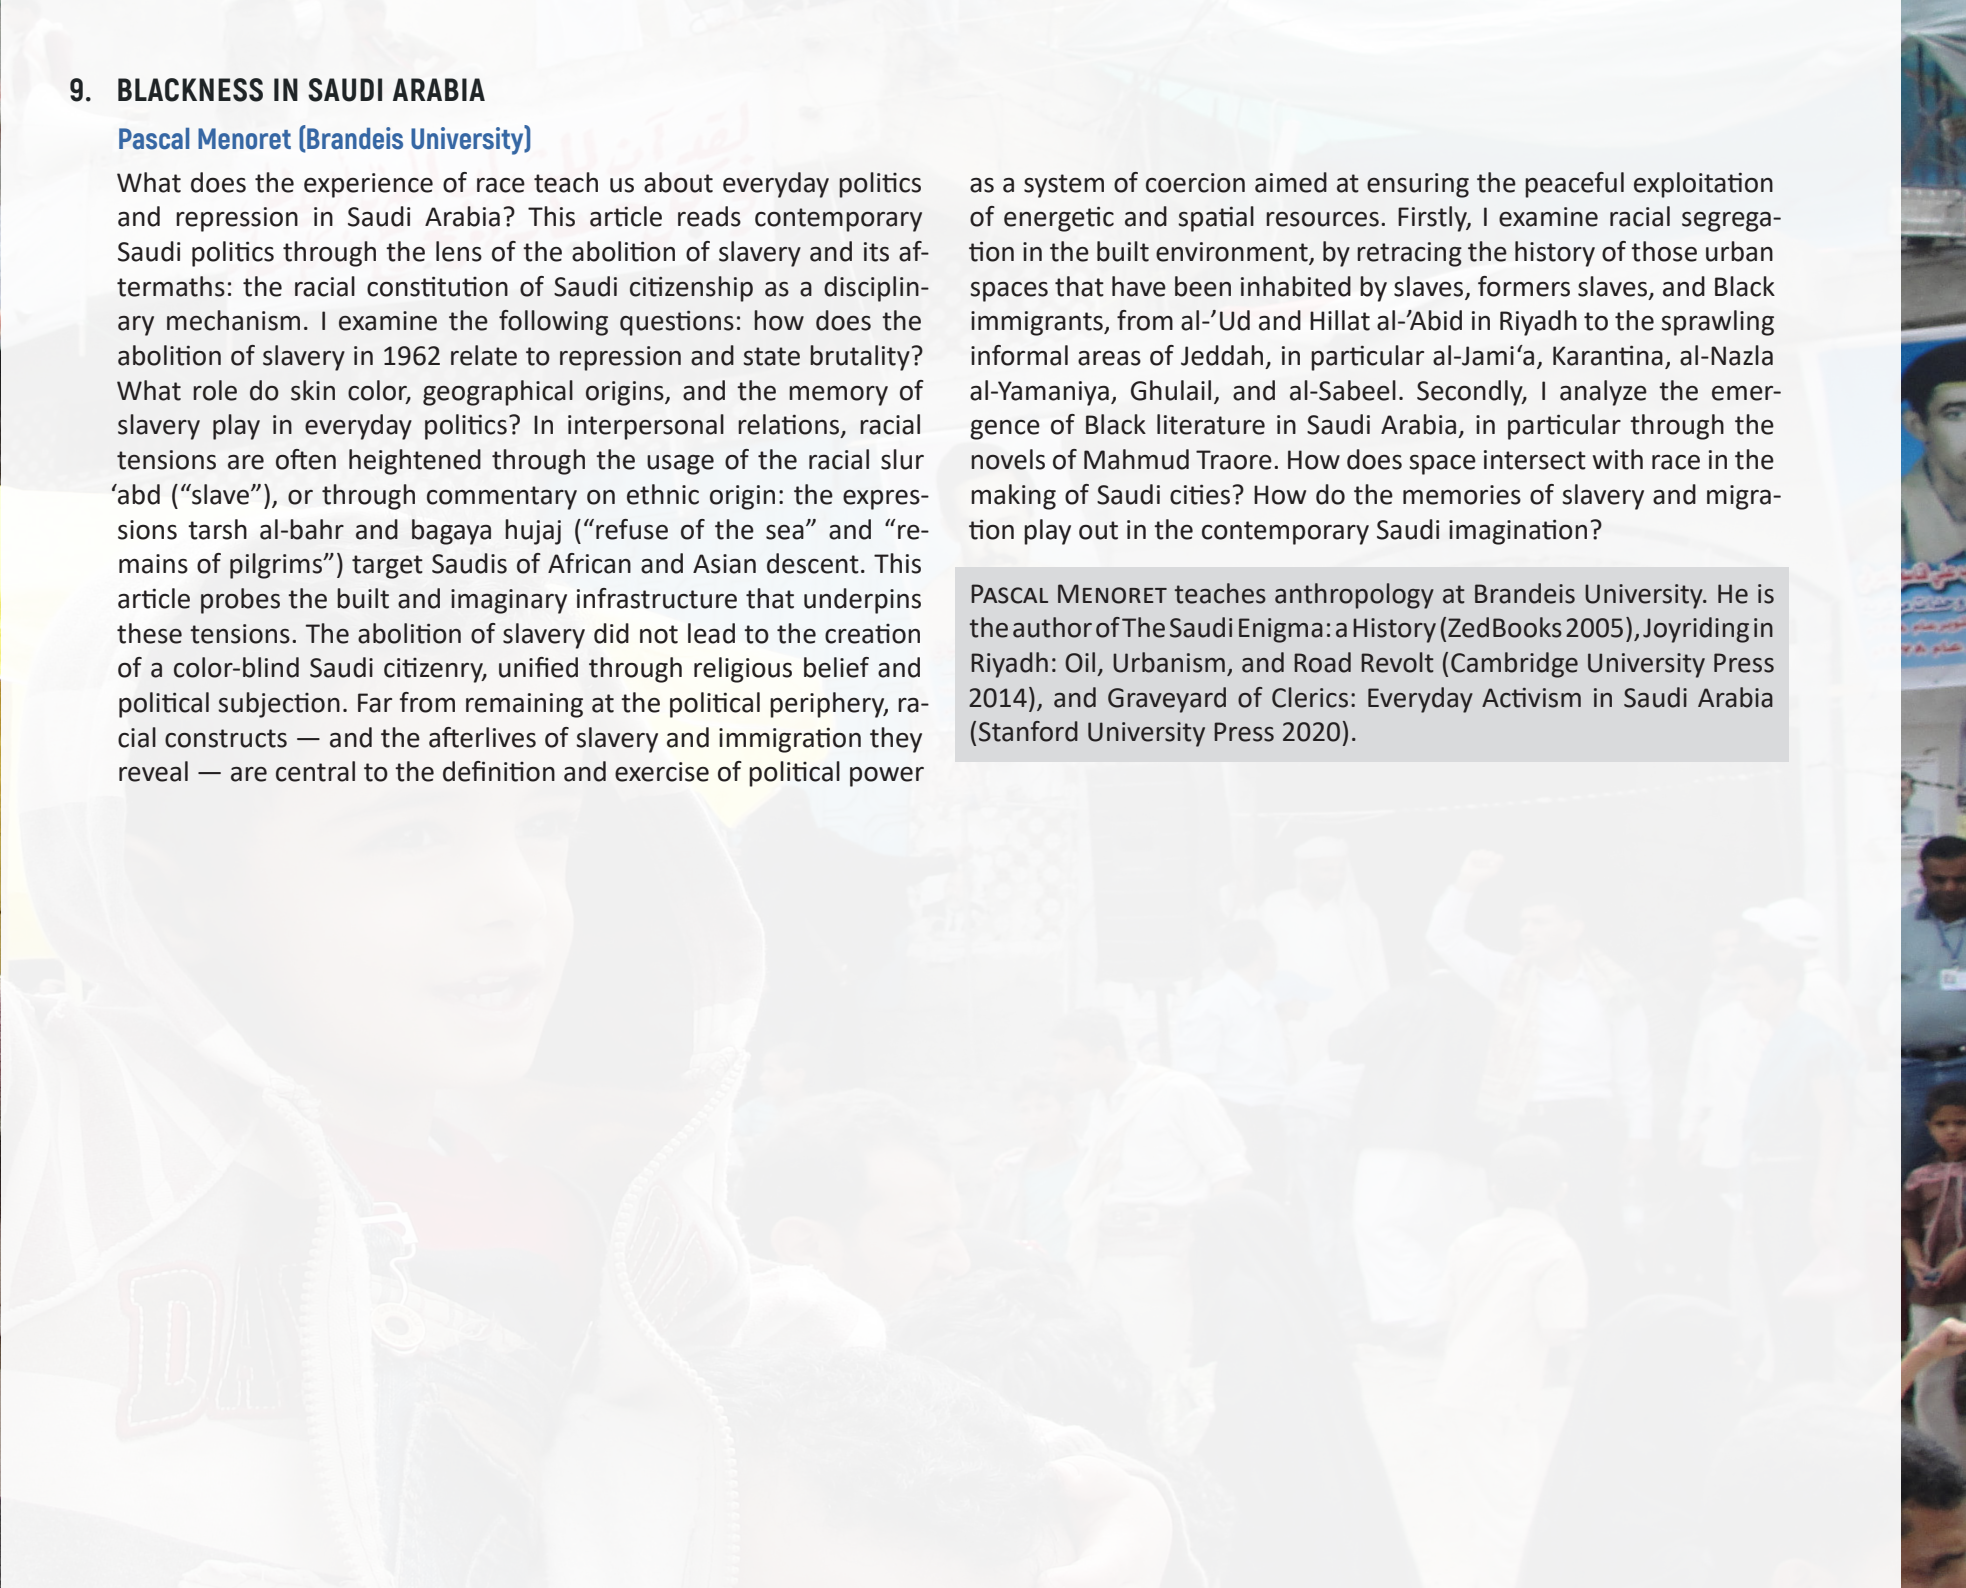 9. BLACKNESS IN SAUDI ARABIA
Pascal Menoret (Brandeis University)
What does the experience of race teach us about everyday politics
and repression in Saudi Arabia? This article reads contemporary
Saudi politics through the lens of the abolition of slavery and its af-
termaths: the racial constitution of Saudi citizenship as a disciplin-
ary mechanism. I examine the following questions: how does the
abolition of slavery in 1962 relate to repression and state brutality?
What role do skin color, geographical origins, and the memory of
slavery play in everyday politics? In interpersonal relations, racial
tensions are often heightened through the usage of the racial slur
‘abd (“slave”), or through commentary on ethnic origin: the expres-
sions tarsh al-bahr and bagaya hujaj (“refuse of the sea” and “re-
mains of pilgrims”) target Saudis of African and Asian descent. This
article probes the built and imaginary infrastructure that underpins
these tensions. The abolition of slavery did not lead to the creation
of a color-blind Saudi citizenry, unified through religious belief and
political subjection. Far from remaining at the political periphery, ra-
cial constructs — and the afterlives of slavery and immigration they
reveal — are central to the definition and exercise of political power
as a system of coercion aimed at ensuring the peaceful exploitation
of energetic and spatial resources. Firstly, I examine racial segrega-
tion in the built environment, by retracing the history of those urban
spaces that have been inhabited by slaves, formers slaves, and Black
immigrants, from al-’Ud and Hillat al-’Abid in Riyadh to the sprawling
informal areas of Jeddah, in particular al-Jami‘a, Karantina, al-Nazla
al-Yamaniya, Ghulail, and al-Sabeel. Secondly, I analyze the emer-
gence of Black literature in Saudi Arabia, in particular through the
novels of Mahmud Traore. How does space intersect with race in the
making of Saudi cities? How do the memories of slavery and migra-
tion play out in the contemporary Saudi imagination?
PASCAL MENORET teaches anthropology at Brandeis University. He is
the author of The Saudi Enigma: a History (ZedBooks 2005), Joyriding in
Riyadh: Oil, Urbanism, and Road Revolt (Cambridge University Press
2014), and Graveyard of Clerics: Everyday Activism in Saudi Arabia
(Stanford University Press 2020).